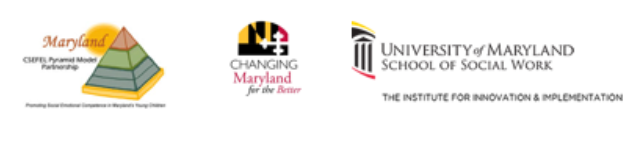 Maryland
CSEFEL Pyramid Model
Partnership
Promoting Social Emotional Competence in Maryland's Young Children
CHANGING
Maryland
for the Better
UNIVERSITY of MARYLAND
SCHOOL OF SOCIAL WORK
THE INSTITUTE FOR INNOVATION & IMPLEMENTATION